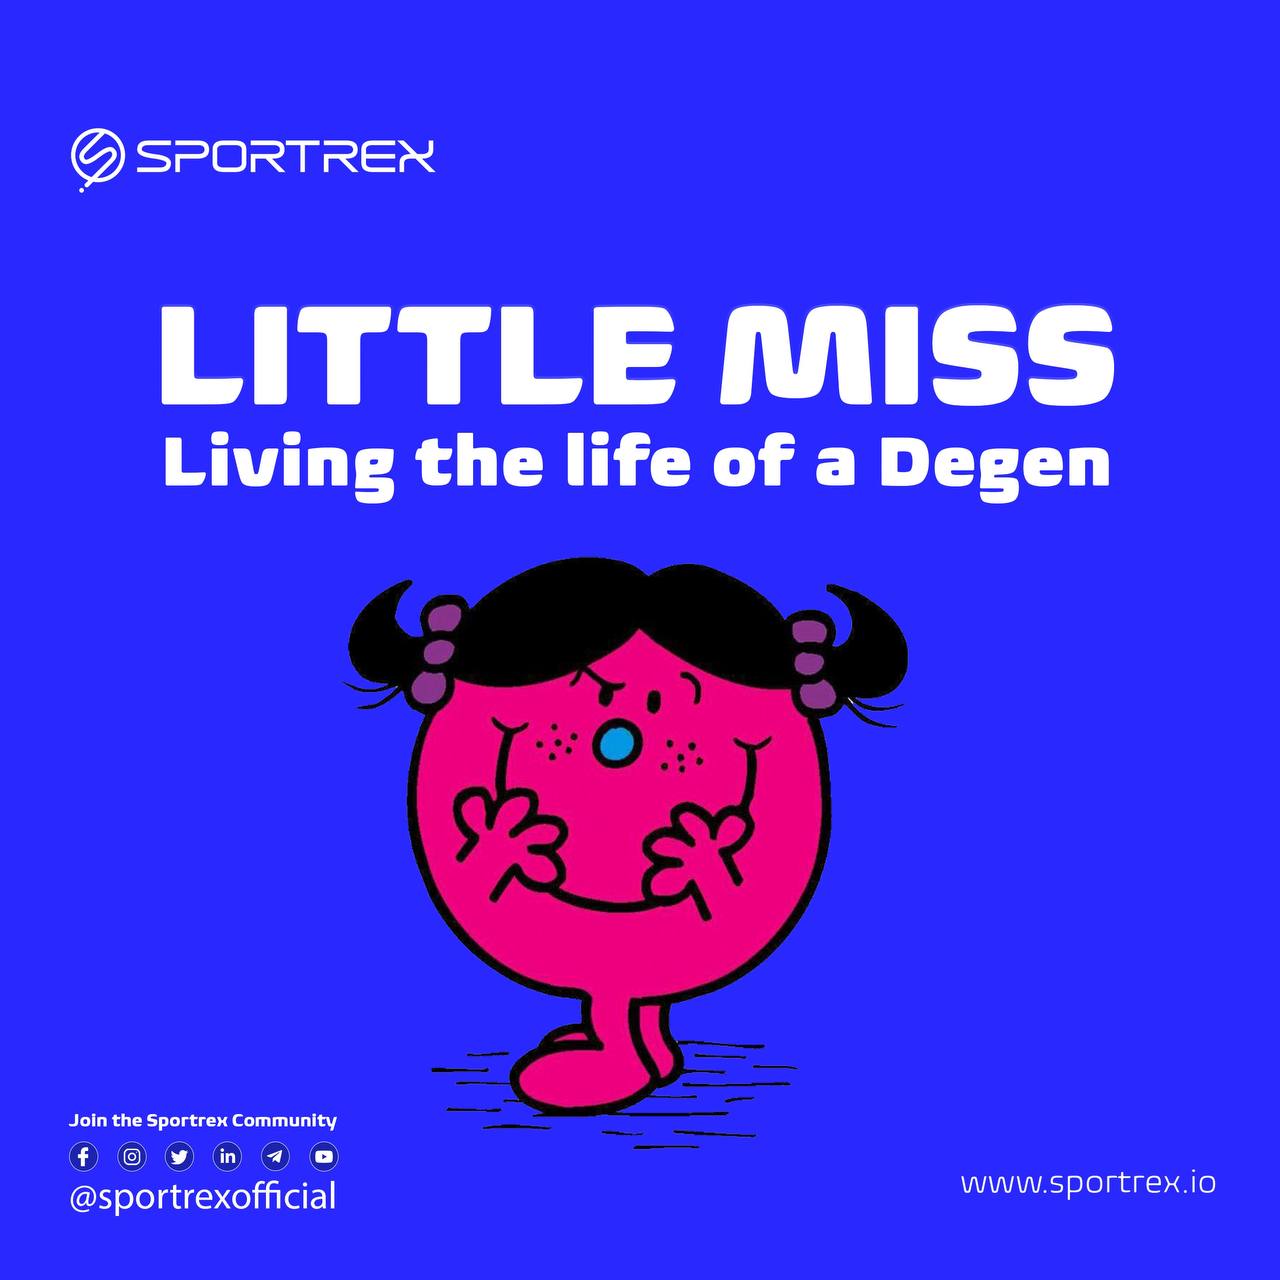 SPORTREX
LITTLE MISS
Living the life of a Degen
Join the Sportrex Community
@sportrexofficial
www.sportrex.io